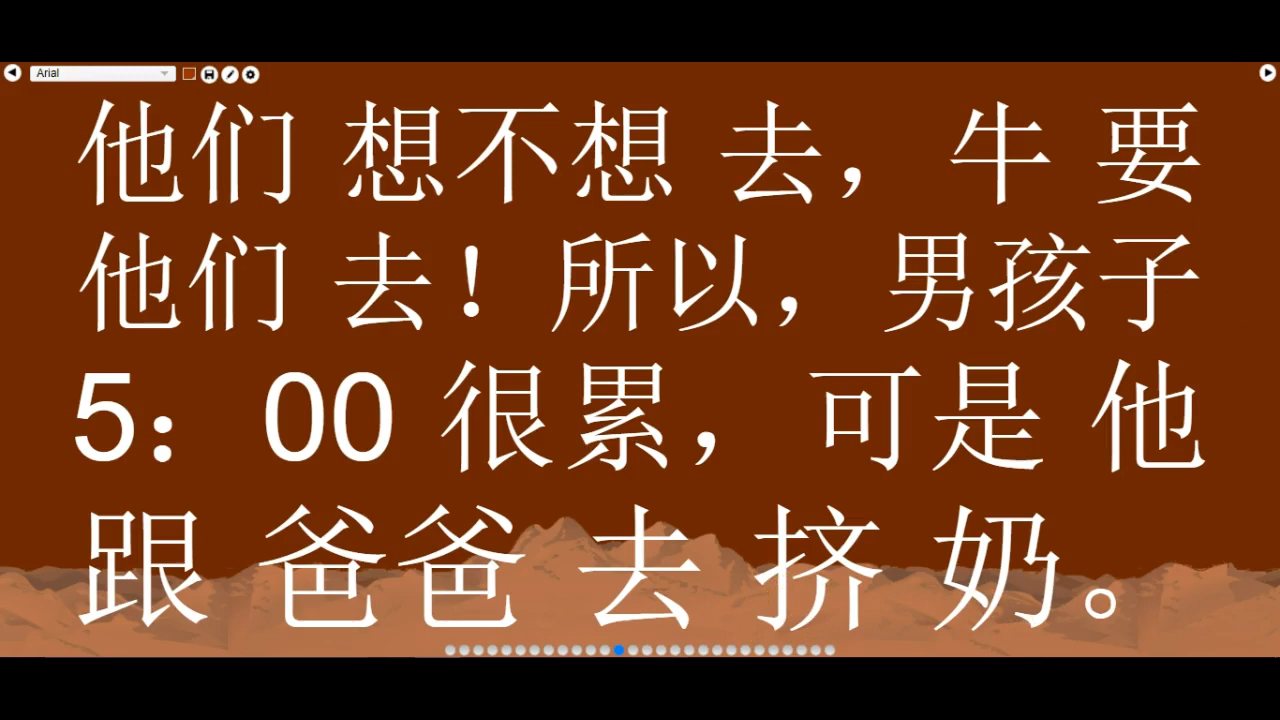 Arial
他们 想不想 去，牛 要
他们 去！所以，男孩子
5：00 很累，可是 他
跟 爸爸 去 挤 奶。